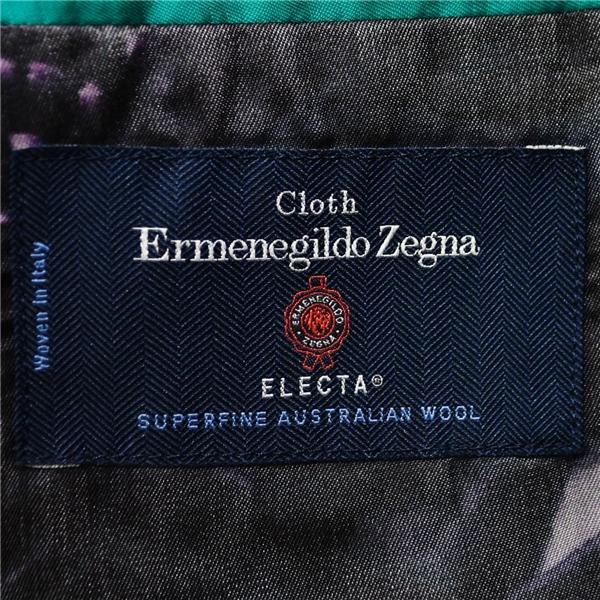 Cloth
Ermenegildo Zegna
ERMENEGILDO
ZEGNA
ELECTA®
SUPERFINE AUSTRALIAN WOOL
Woven in Italy